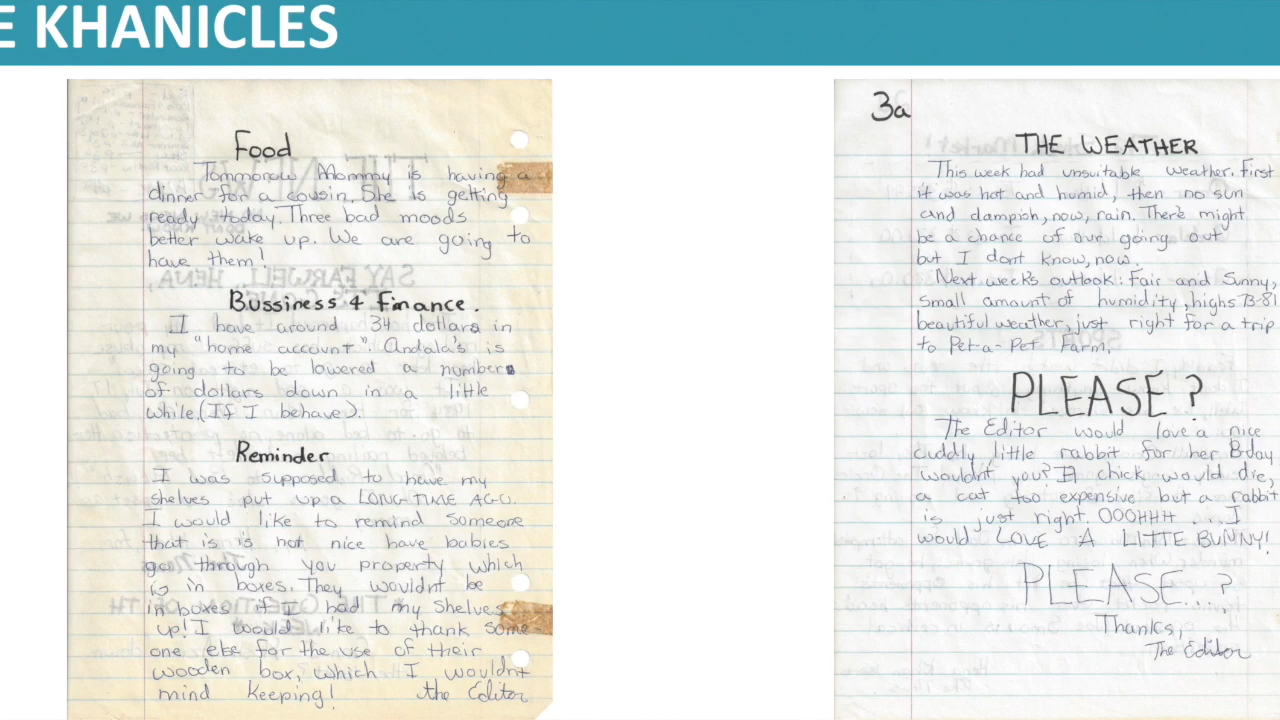 E KHANICLES
Food
Tommorow Mommy is having a
dinner for a cousin. She is getting
ready today. Three bad moods
better wake up. We are going to
have them!
Bussiness & Finance.
I have around 34 dollars in
my "home account". Andala's is
going to be lowered a number
of dollars down in a little
while.(If I behave).
Reminder
I was supposed to have my
shelves put up a LONG TIME AGO.
I would like to remind someone
that is is not nice have babies
go through you property which
is in boxes. They wouldnt be
in boxes if I had my shelves
up! I would like to thank some
one else for the use of their
wooden box, which I wouldnt
mind keeping! the Editor
3a
THE WEATHER
This week had unsuitable weather. First
it was hot and humid, then no sun
and dampish, now, rain. There might
be a chance of our going out
but I dont know, now.
Next weeks outlook: Fair and Sunny,
small amount of humidity, highs 73-81
beautiful weather, just right for a trip
to Pet-a-Pet Farm.
PLEASE?
The Editor would love a nice
cuddly little rabbit for her B-day
wouldnt you? A chick would die,
a cat too expensive but a rabbit
is just right. OOOHHH .... I
would LOVE A LITTE BUNNY!
PLEASE...?
Thanks,
The Editor